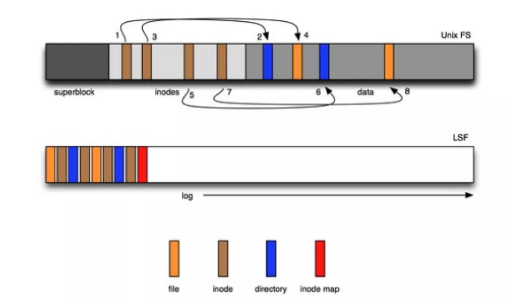 1 3 2 4 Unix FS
superblock inodes 5 7 6 data 8
LSF
log
file inode directory inode map